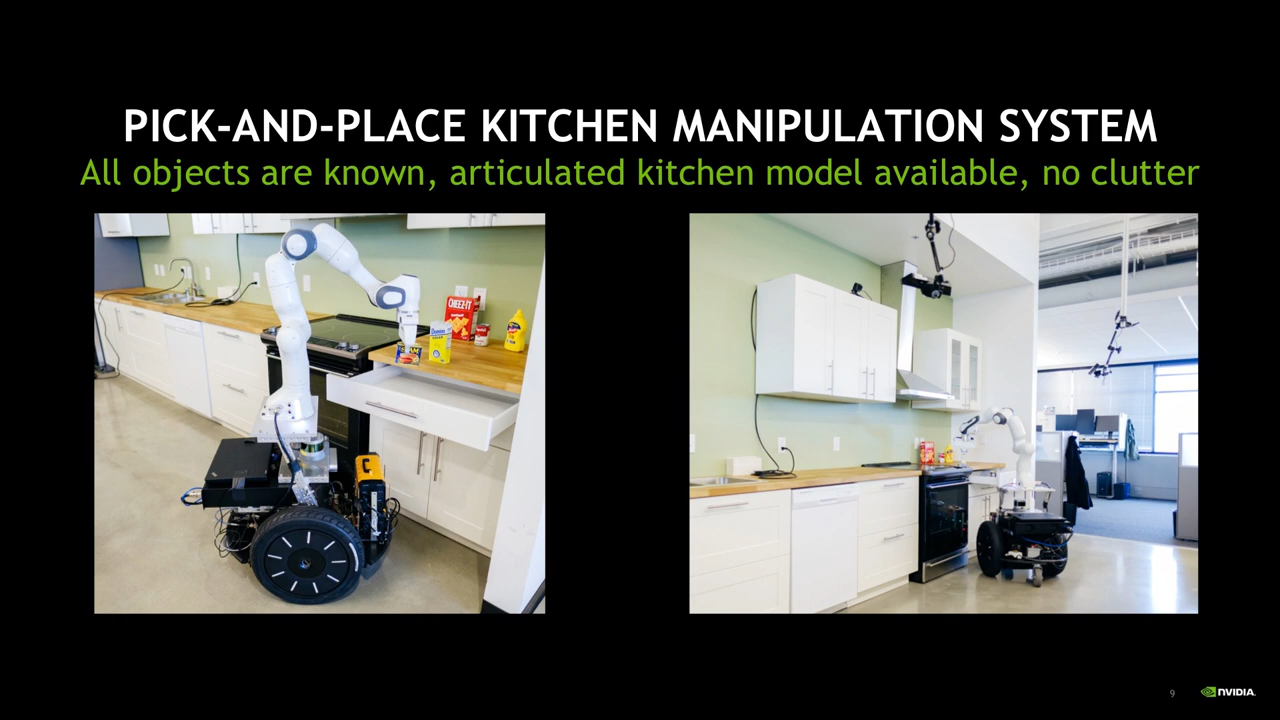 PICK-AND-PLACE KITCHEN MANIPULATION SYSTEM
All objects are known, articulated kitchen model available, no clutter
CHEEZ-IT
Domino
9
NVIDIA.